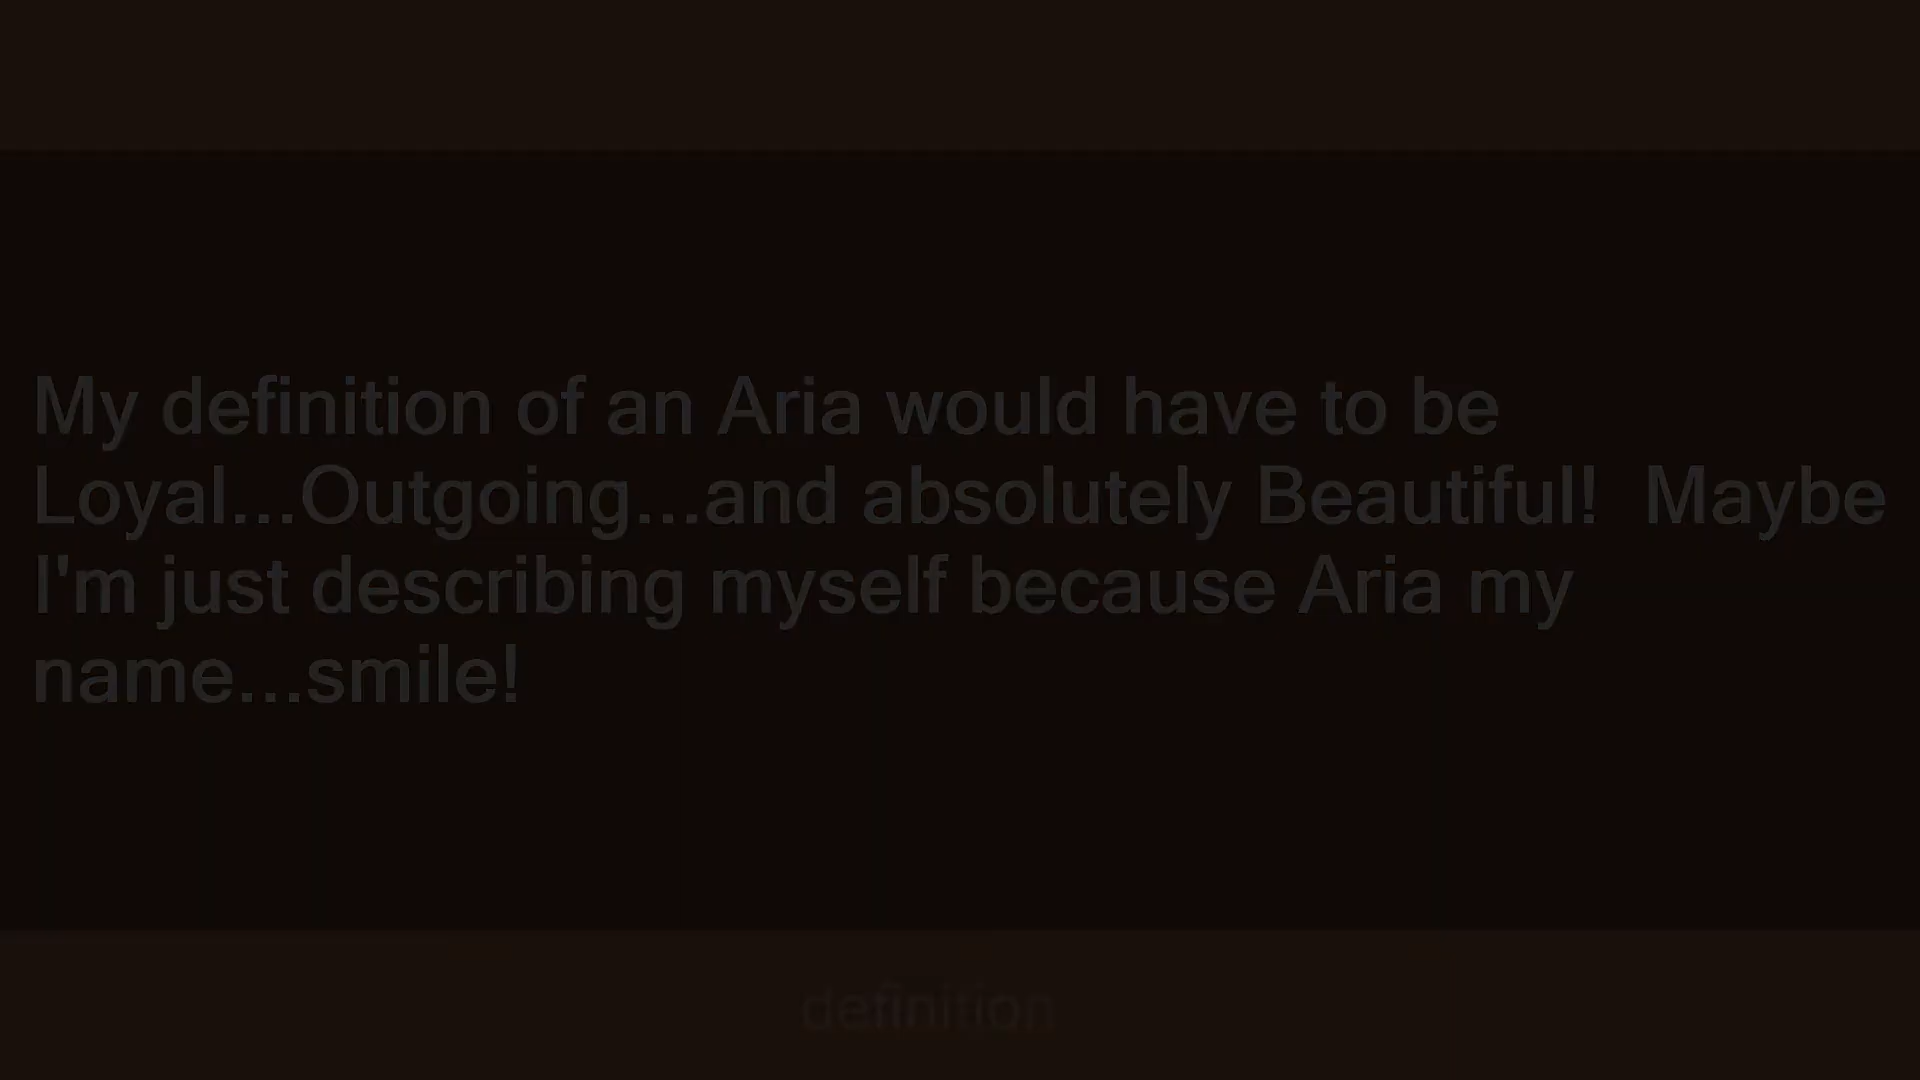 My definition of an Aria would have to be
Loyal...Outgoing...and absolutely Beautiful!  Maybe
I'm just describing myself because Aria my
name...smile!
definition